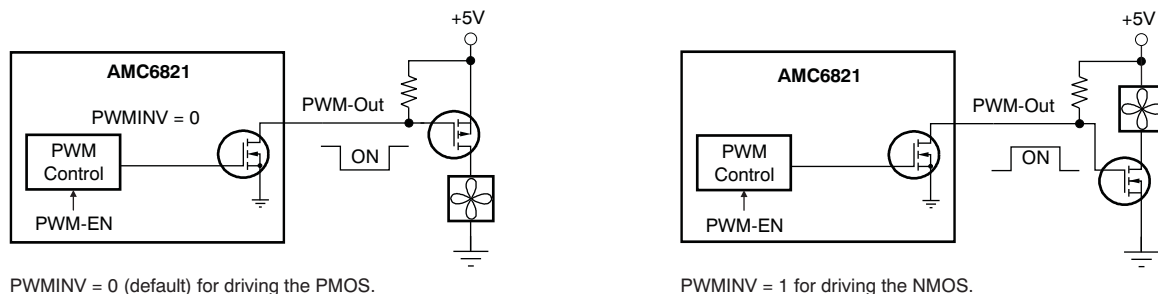 +5V
AMC6821
PWMINV = 0
PWM-Out
PWM
Control
ON
PWM-EN
PWMINV = 0 (default) for driving the PMOS.
+5V
AMC6821
PWM-Out
PWM
Control
ON
PWM-EN
PWMINV = 1 for driving the NMOS.